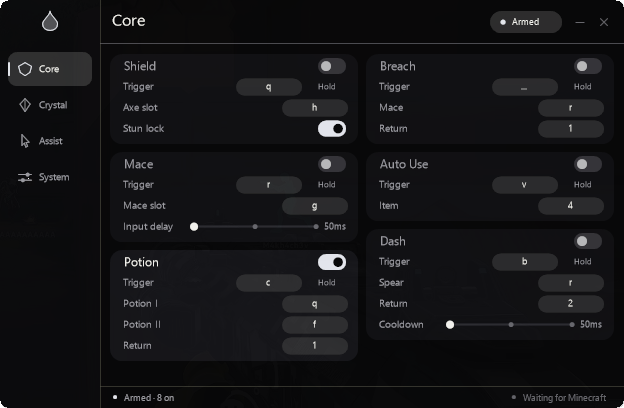 Core
Armed
Core
Crystal
Assist
System
Shield
Trigger q Hold
Axe slot h
Stun lock
Mace
Trigger r Hold
Mace slot g
Input delay 50ms
Potion
Trigger c Hold
Potion I q
Potion II f
Return 1
Breach
Trigger ... Hold
Mace r
Return 1
Auto Use
Trigger v Hold
Item 4
Dash
Trigger b Hold
Spear r
Return 2
Cooldown 50ms
Armed · 8 on
Waiting for Minecraft